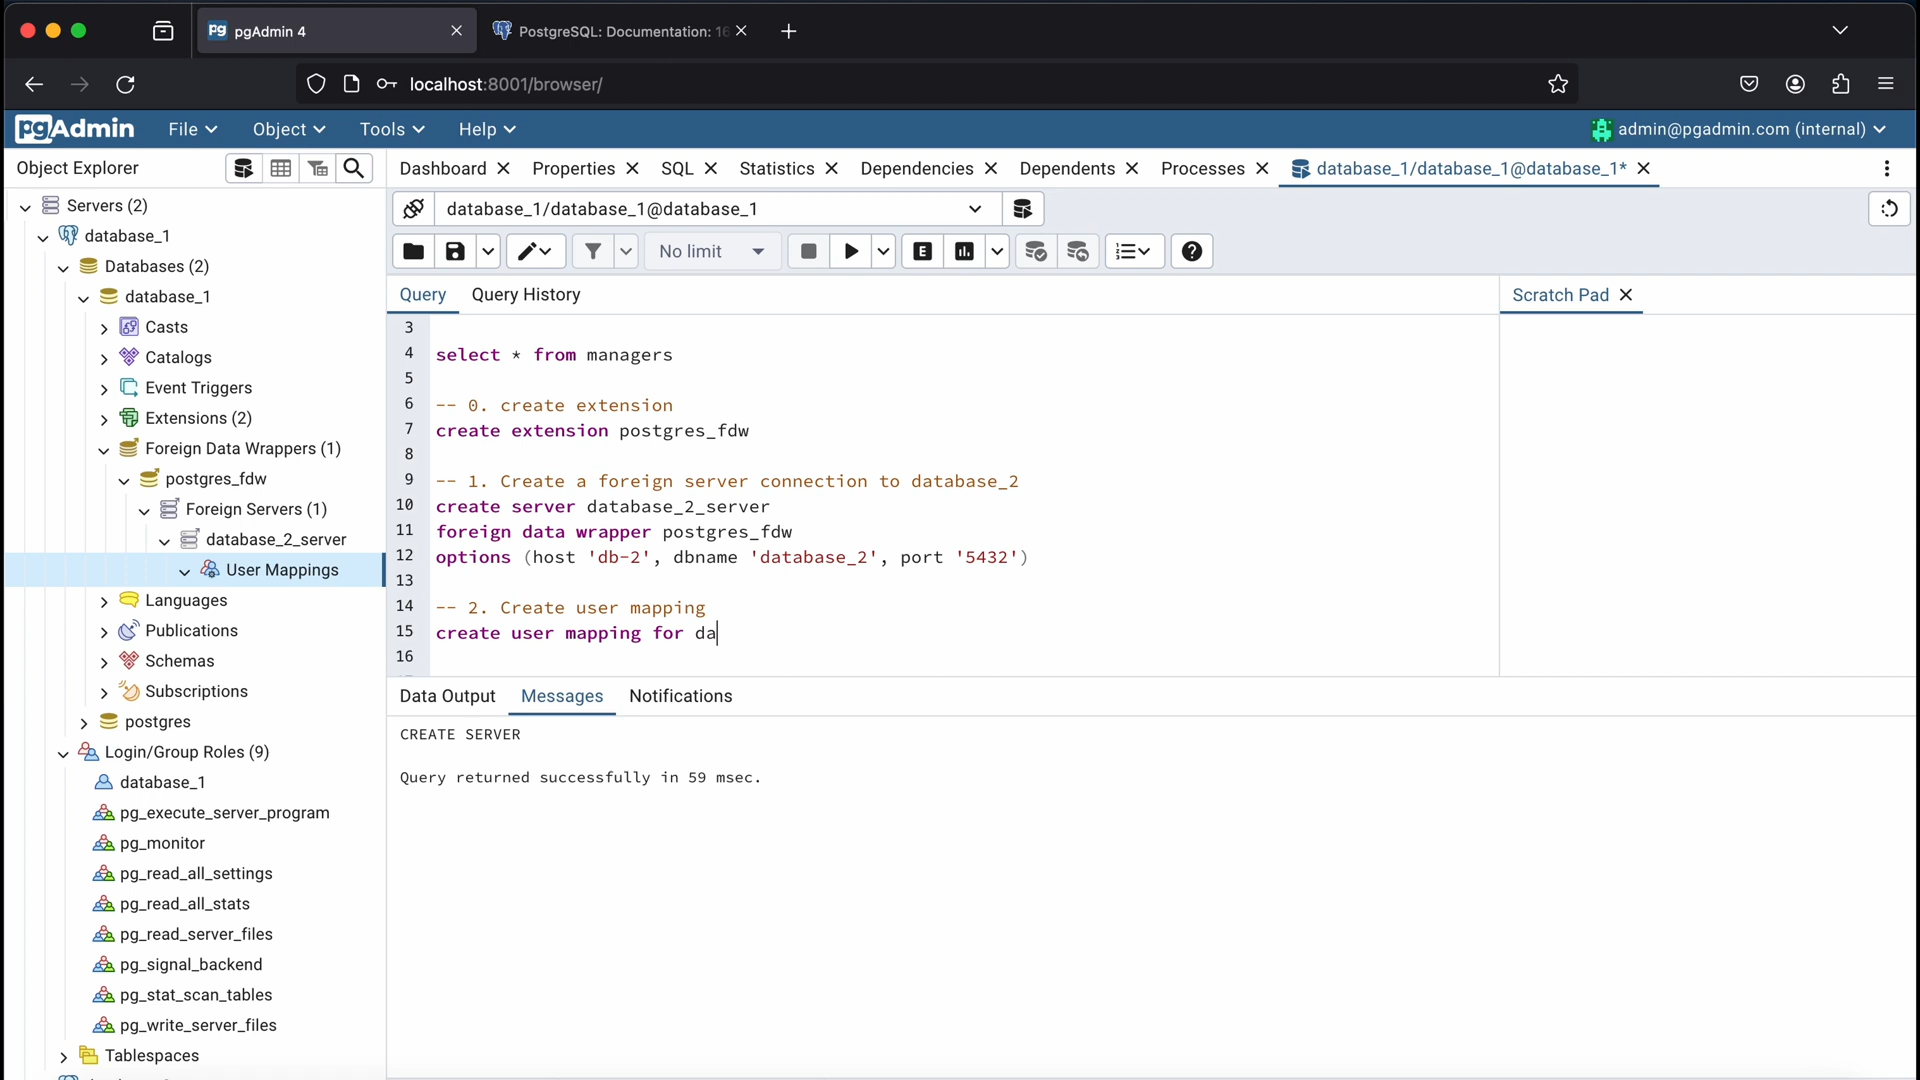 pgAdmin 4
PostgreSQL: Documentation: 16
localhost:8001/browser/
pgAdmin
File
Object
Tools
Help
admin@pgadmin.com (internal)
Object Explorer
Dashboard
Properties
SQL
Statistics
Dependencies
Dependents
Processes
database_1/database_1@database_1*
Servers (2)
database_1
Databases (2)
database_1
Casts
Catalogs
Event Triggers
Extensions (2)
Foreign Data Wrappers (1)
postgres_fdw
Foreign Servers (1)
database_2_server
User Mappings
Languages
Publications
Schemas
Subscriptions
postgres
Login/Group Roles (9)
database_1
pg_execute_server_program
pg_monitor
pg_read_all_settings
pg_read_all_stats
pg_read_server_files
pg_signal_backend
pg_stat_scan_tables
pg_write_server_files
Tablespaces
database_1/database_1@database_1
No limit
E
Query
Query History
Scratch Pad
3
4 select * from managers
5
6 -- 0. create extension
7 create extension postgres_fdw
8
9 -- 1. Create a foreign server connection to database_2
10 create server database_2_server
11 foreign data wrapper postgres_fdw
12 options (host 'db-2', dbname 'database_2', port '5432')
13
14 -- 2. Create user mapping
15 create user mapping for da
16
Data Output
Messages
Notifications
CREATE SERVER
Query returned successfully in 59 msec.